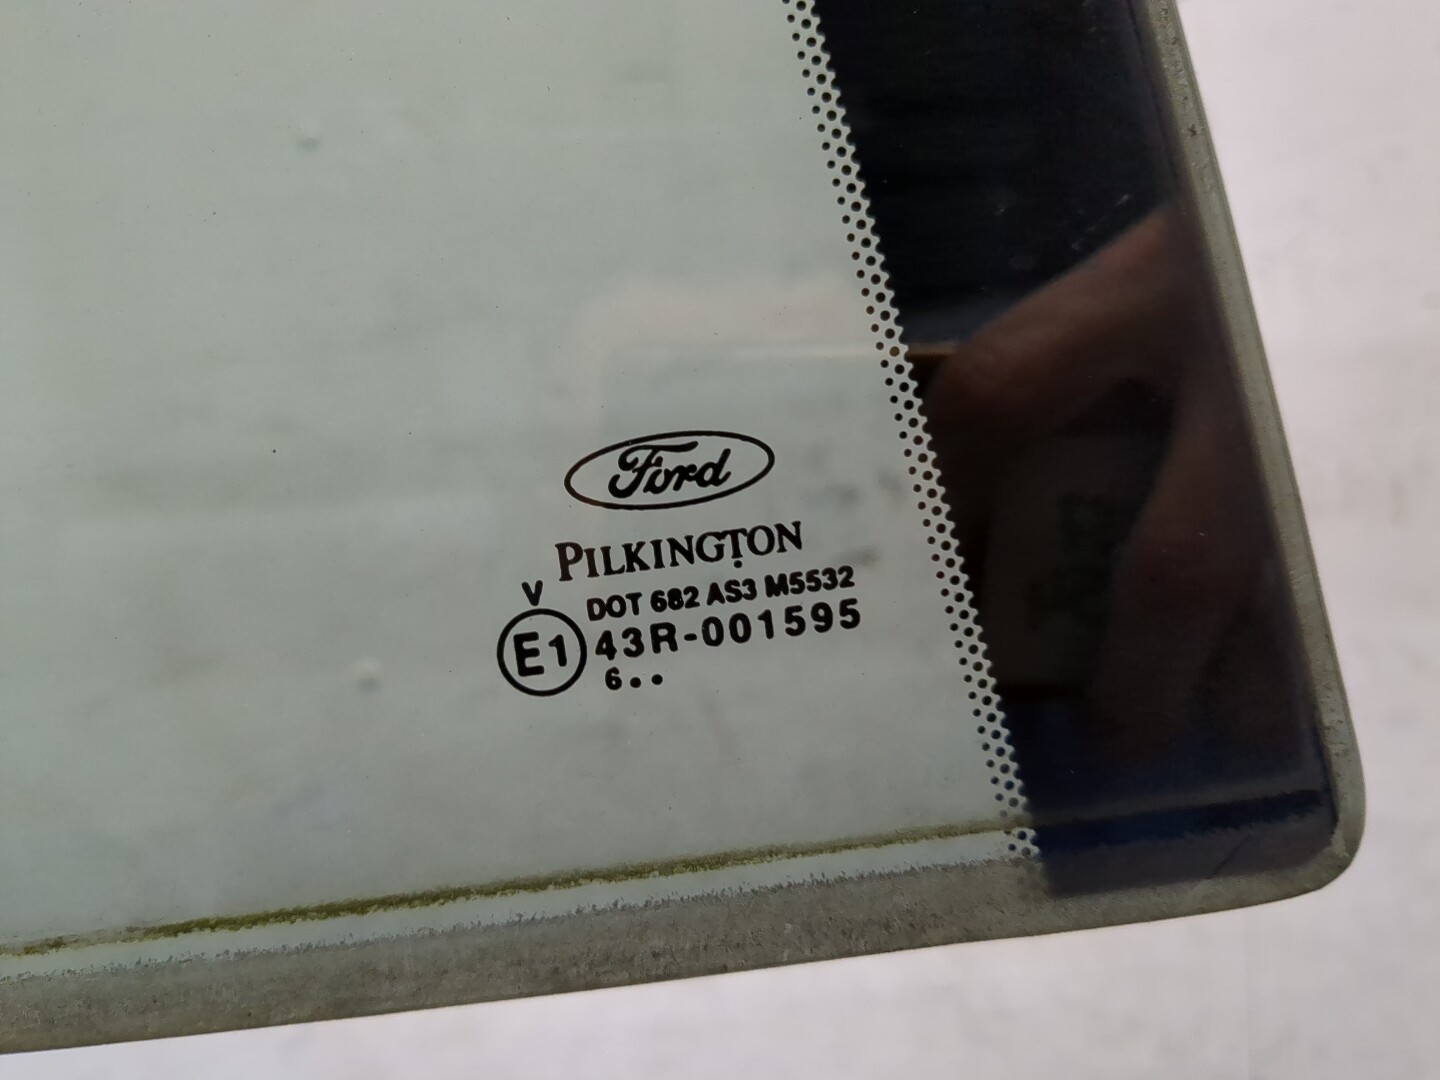 Ford
PILKINGTON
V
DOT 682 AS3 M5532
E1 43R-001595
6..